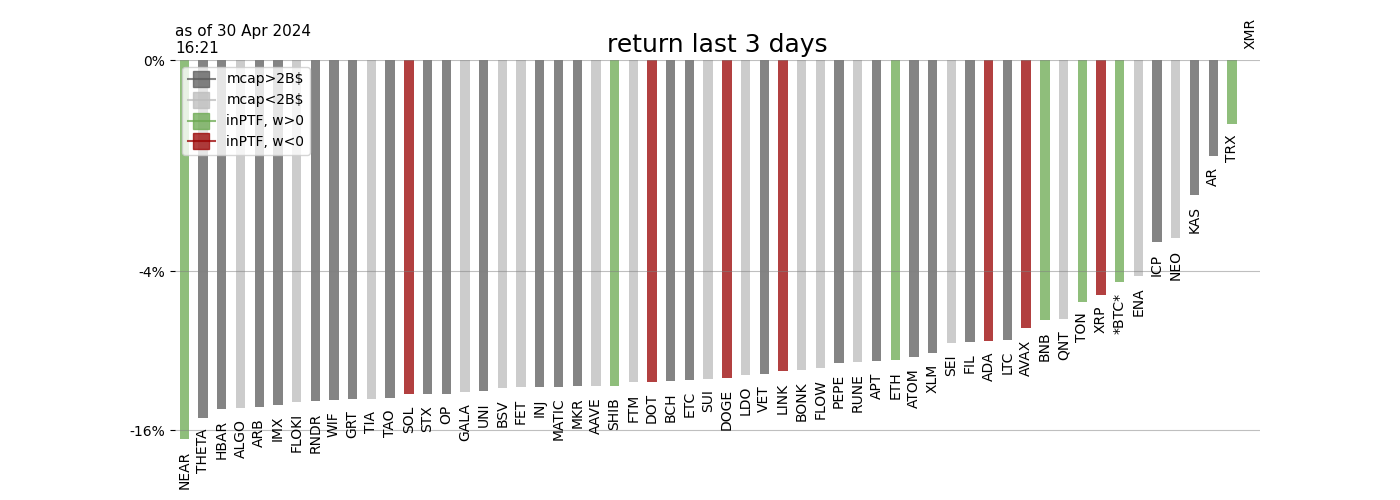 as of 30 Apr 2024
16:21
return last 3 days
XMR
0%
-4%
-16%
mcap>2B$
mcap<2B$
inPTF, w>0
inPTF, w<0
NEAR
THETA
HBAR
ALGO
ARB
IMX
FLOKI
RNDR
WIF
GRT
TIA
TAO
SOL
STX
OP
GALA
UNI
BSV
FET
INJ
MATIC
MKR
AAVE
SHIB
FTM
DOT
BCH
ETC
SUI
DOGE
LDO
VET
LINK
BONK
FLOW
PEPE
RUNE
APT
ETH
ATOM
XLM
SEI
FIL
ADA
LTC
AVAX
BNB
QNT
TON
XRP
*BTC*
ENA
ICP
NEO
KAS
AR
TRX